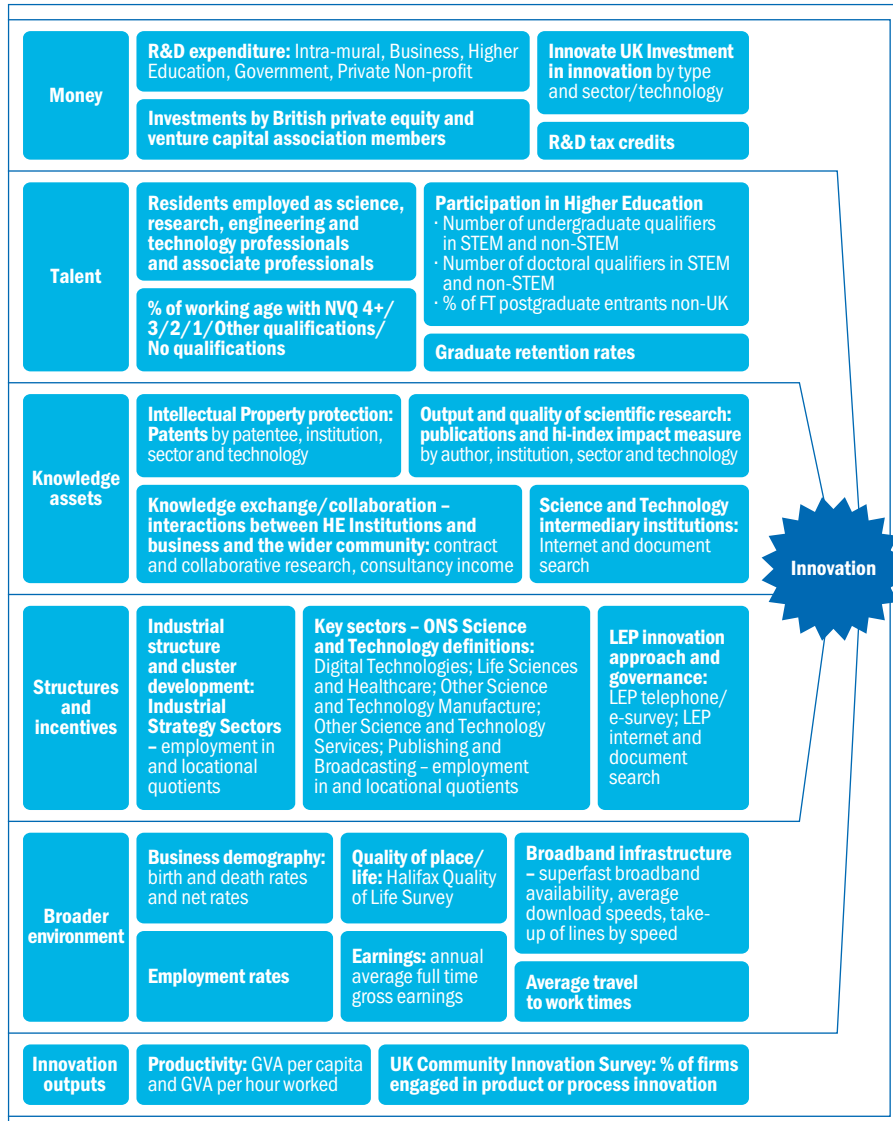 Money
R&D expenditure: Intra-mural, Business, Higher
Education, Government, Private Non-profit
Investments by British private equity and
venture capital association members
Innovate UK Investment
in innovation by type
and sector/technology
R&D tax credits
Talent
Residents employed as science,
research, engineering and
technology professionals
and associate professionals
% of working age with NVQ 4+/
3/2/1/Other qualifications/
No qualifications
Participation in Higher Education
· Number of undergraduate qualifiers
in STEM and non-STEM
· Number of doctoral qualifiers in STEM
and non-STEM
· % of FT postgraduate entrants non-UK
Graduate retention rates
Knowledge
assets
Intellectual Property protection:
Patents by patentee, institution,
sector and technology
Output and quality of scientific research:
publications and hi-index impact measure
by author, institution, sector and technology
Knowledge exchange/collaboration –
interactions between HE Institutions and
business and the wider community: contract
and collaborative research, consultancy income
Science and Technology
intermediary institutions:
Internet and document
search
Innovation
Structures
and
incentives
Industrial
structure
and cluster
development:
Industrial
Strategy Sectors
– employment in
and locational
quotients
Key sectors – ONS Science
and Technology definitions:
Digital Technologies; Life Sciences
and Healthcare; Other Science
and Technology Manufacture;
Other Science and Technology
Services; Publishing and
Broadcasting – employment
in and locational quotients
LEP innovation
approach and
governance:
LEP telephone/
e-survey; LEP
internet and
document
search
Broader
environment
Business demography:
birth and death rates
and net rates
Quality of place/
life: Halifax Quality
of Life Survey
Broadband infrastructure
– superfast broadband
availability, average
download speeds, take-
up of lines by speed
Employment rates
Earnings: annual
average full time
gross earnings
Average travel
to work times
Innovation
outputs
Productivity: GVA per capita
and GVA per hour worked
UK Community Innovation Survey: % of firms
engaged in product or process innovation